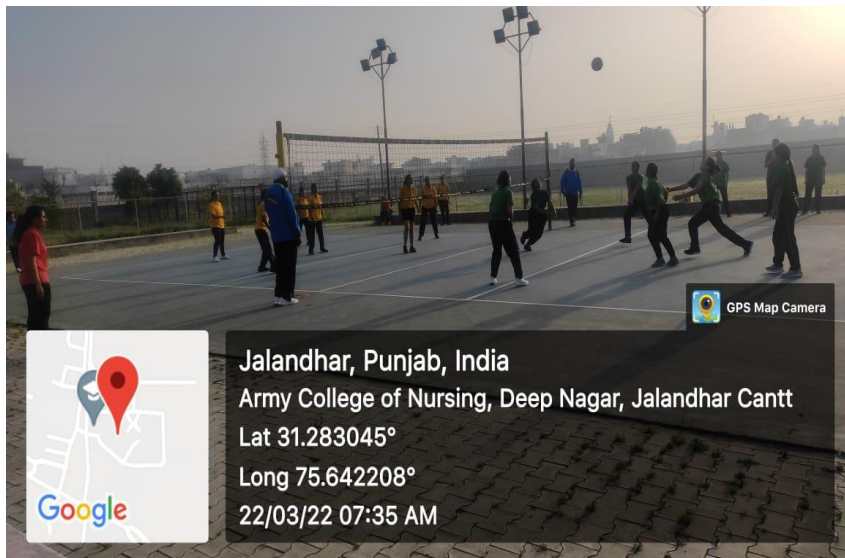 GPS Map Camera
Jalandhar, Punjab, India
Army College of Nursing, Deep Nagar, Jalandhar Cantt
Lat 31.283045°
Long 75.642208°
22/03/22 07:35 AM
Google